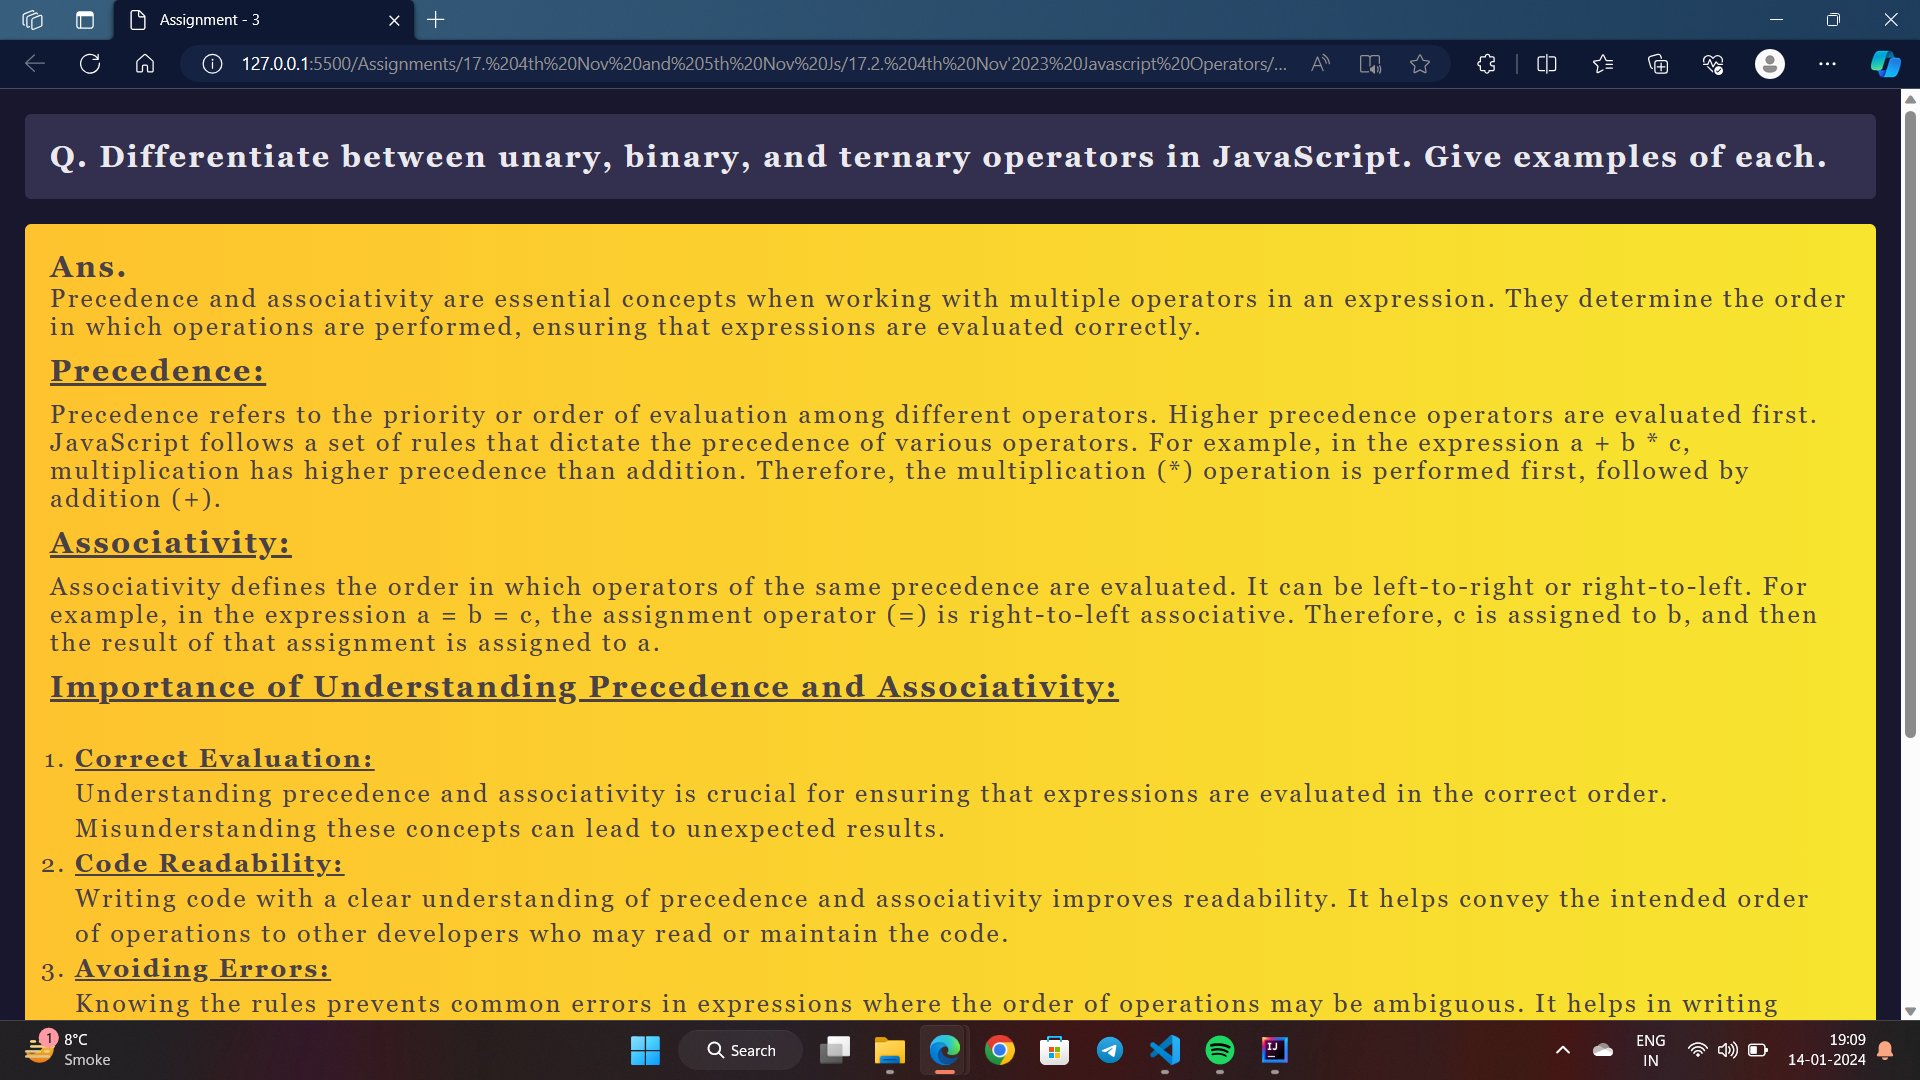 Assignment - 3
127.0.0.1:5500/Assignments/17.%204th%20Nov%20and%205th%20Nov%20Js/17.2.%204th%20Nov'2023%20Javascript%20Operators/...
Q. Differentiate between unary, binary, and ternary operators in JavaScript. Give examples of each.
Ans.
Precedence and associativity are essential concepts when working with multiple operators in an expression. They determine the order
in which operations are performed, ensuring that expressions are evaluated correctly.
Precedence:
Precedence refers to the priority or order of evaluation among different operators. Higher precedence operators are evaluated first.
JavaScript follows a set of rules that dictate the precedence of various operators. For example, in the expression a + b * c,
multiplication has higher precedence than addition. Therefore, the multiplication (*) operation is performed first, followed by
addition (+).
Associativity:
Associativity defines the order in which operators of the same precedence are evaluated. It can be left-to-right or right-to-left. For
example, in the expression a = b = c, the assignment operator (=) is right-to-left associative. Therefore, c is assigned to b, and then
the result of that assignment is assigned to a.
Importance of Understanding Precedence and Associativity:
1. Correct Evaluation:
Understanding precedence and associativity is crucial for ensuring that expressions are evaluated in the correct order.
Misunderstanding these concepts can lead to unexpected results.
2. Code Readability:
Writing code with a clear understanding of precedence and associativity improves readability. It helps convey the intended order
of operations to other developers who may read or maintain the code.
3. Avoiding Errors:
Knowing the rules prevents common errors in expressions where the order of operations may be ambiguous. It helps in writing
1
8°C
Smoke
Search
IJ
ENG
IN
19:09
14-01-2024